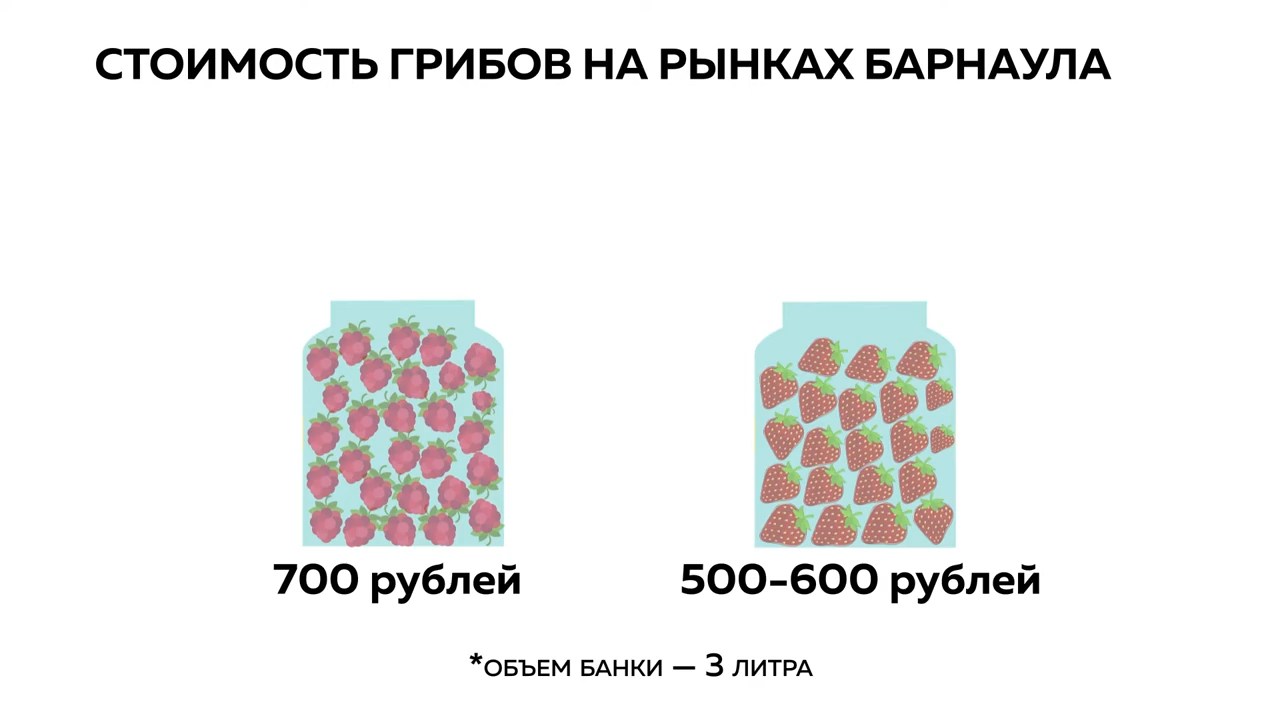 СТОИМОСТЬ ГРИБОВ НА РЫНКАХ БАРНАУЛА
700 рублей
500-600 рублей
*ОБЪЕМ БАНКИ — 3 ЛИТРА